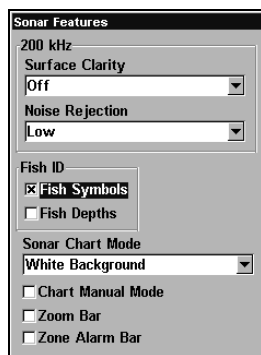 Sonar Features
200 kHz
Surface Clarity
Off
Noise Rejection
Low
Fish ID
Fish Symbols
Fish Depths
Sonar Chart Mode
White Background
Chart Manual Mode
Zoom Bar
Zone Alarm Bar